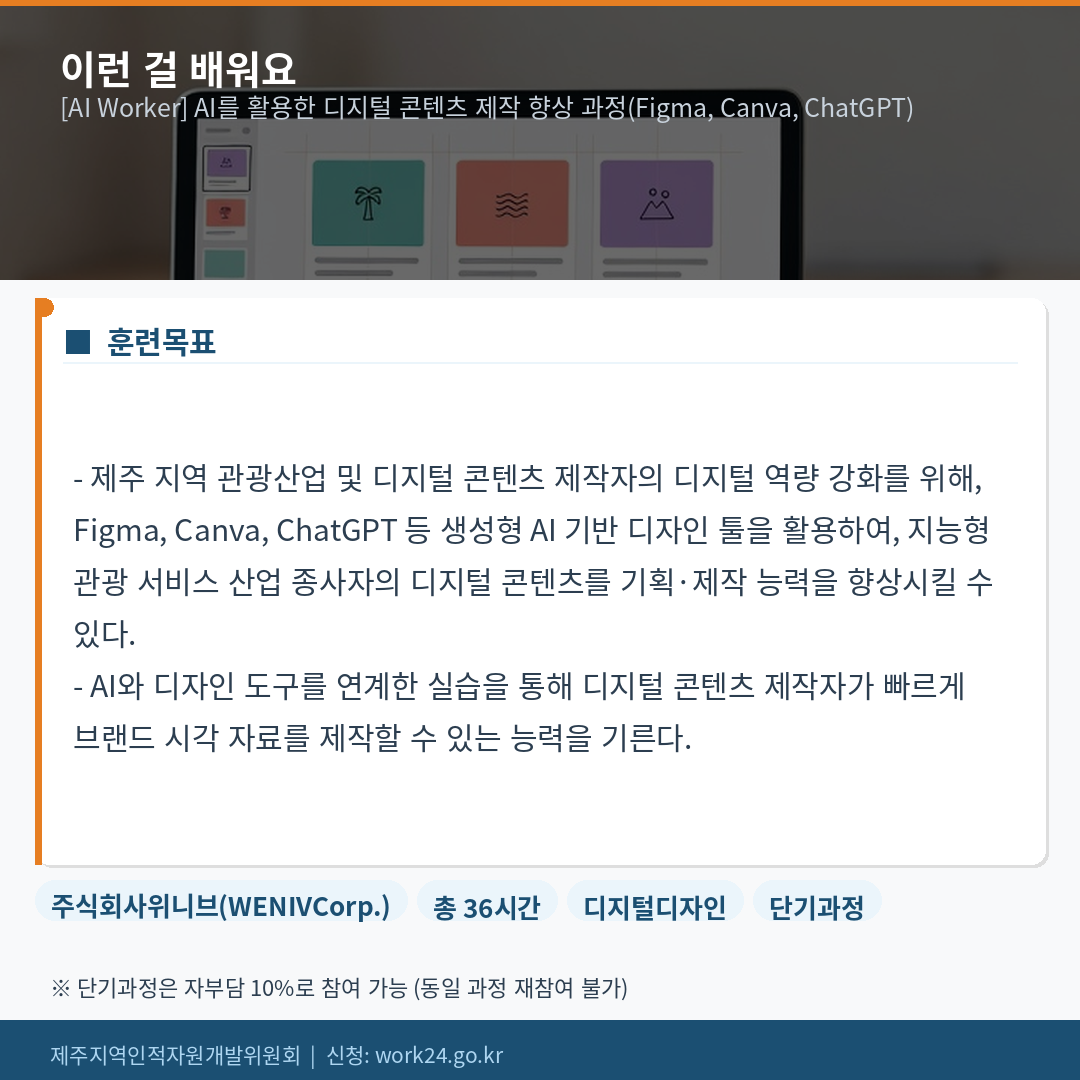 이런 걸 배워요
[AI Worker] AI를 활용한 디지털 콘텐츠 제작 향상 과정(Figma, Canva, ChatGPT)
■ 훈련목표
- 제주 지역 관광산업 및 디지털 콘텐츠 제작자의 디지털 역량 강화를 위해,
Figma, Canva, ChatGPT 등 생성형 AI 기반 디자인 툴을 활용하여, 지능형
관광 서비스 산업 종사자의 디지털 콘텐츠를 기획·제작 능력을 향상시킬 수
있다.
- AI와 디자인 도구를 연계한 실습을 통해 디지털 콘텐츠 제작자가 빠르게
브랜드 시각 자료를 제작할 수 있는 능력을 기른다.
주식회사위니브(WENIVCorp.) 총 36시간 디지털디자인 단기과정
※ 단기과정은 자부담 10%로 참여 가능 (동일 과정 재참여 불가)
제주지역인적자원개발위원회 | 신청: work24.go.kr